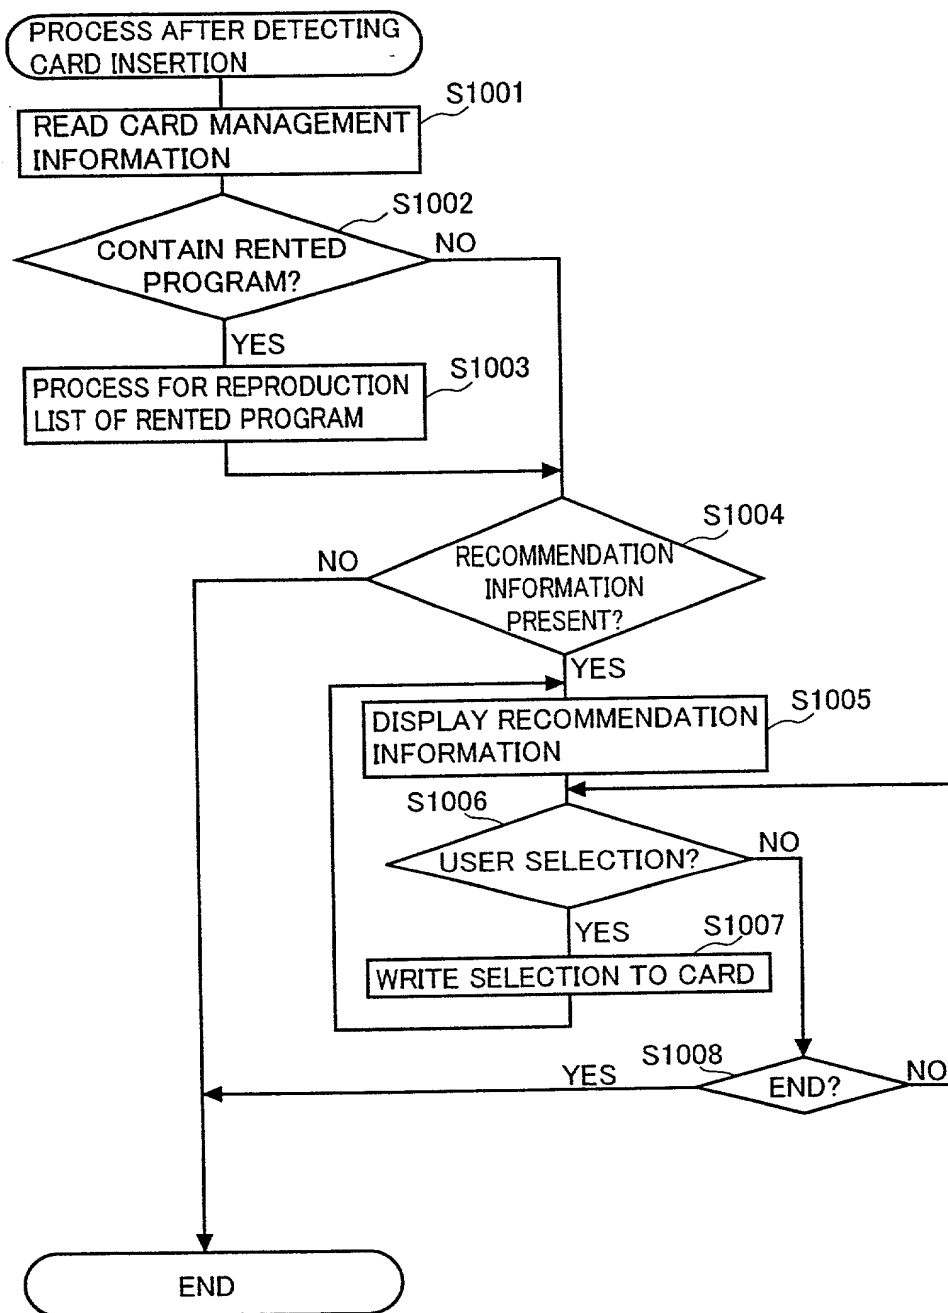 PROCESS AFTER DETECTING
CARD INSERTION
S1001
READ CARD MANAGEMENT
INFORMATION
S1002
CONTAIN RENTED
PROGRAM?
NO
YES
S1003
PROCESS FOR REPRODUCTION
LIST OF RENTED PROGRAM
S1004
NO
RECOMMENDATION
INFORMATION
PRESENT?
YES
S1005
DISPLAY RECOMMENDATION
INFORMATION
S1006
NO
USER SELECTION?
YES
S1007
WRITE SELECTION TO CARD
S1008
YES
END?
NO
END